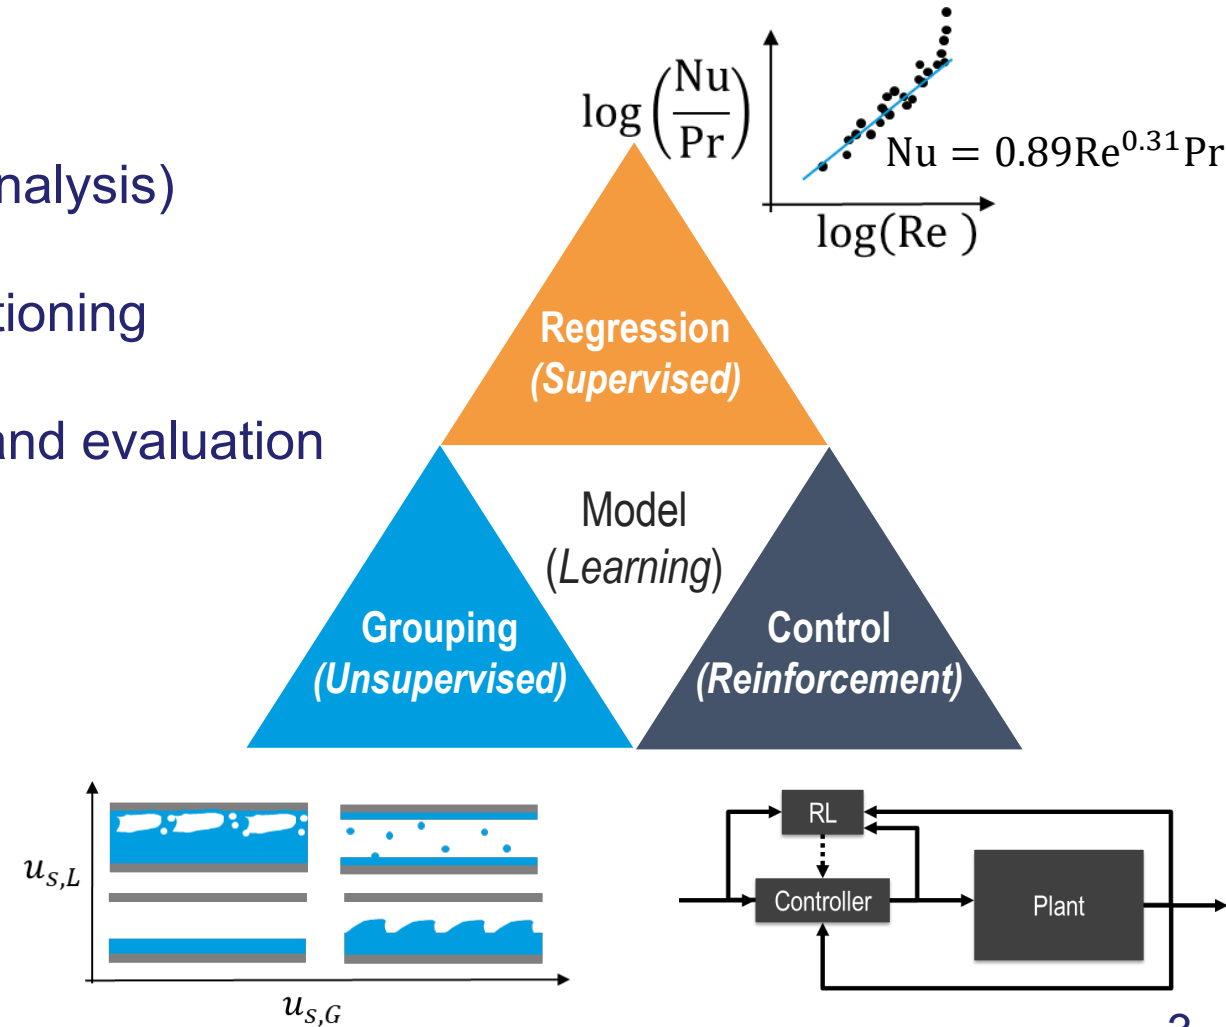 nalysis)
tioning
and evaluation
log(Nu/Pr)
Nu = 0.89Re^0.31Pr
log(Re )
Regression
(Supervised)
Model
(Learning)
Grouping
(Unsupervised)
Control
(Reinforcement)
u_s,L
u_s,G
RL
Controller
Plant